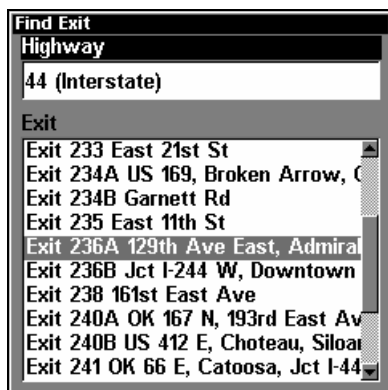 Find Exit
Highway
44 (Interstate)
Exit
Exit 233 East 21st St
Exit 234A US 169, Broken Arrow,
Exit 234B Garnett Rd
Exit 235 East 11th St
Exit 236A 129th Ave East, Admiral
Exit 236B Jct I-244 W, Downtown
Exit 238 161st East Ave
Exit 240A OK 167 N, 193rd East Av
Exit 240B US 412 E, Choteau, Siloa
Exit 241 OK 66 E, Catoosa, Jct I-44